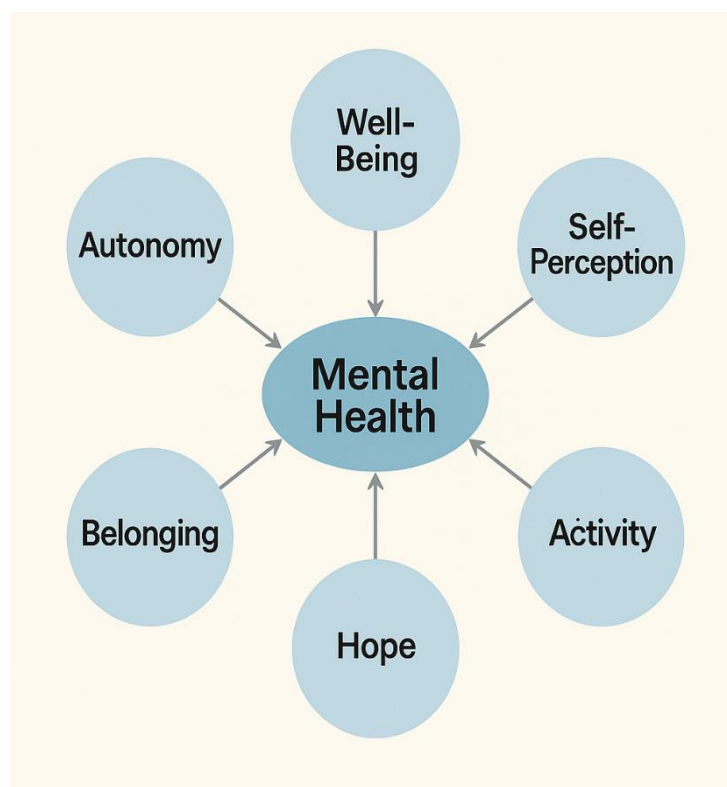 Well-
Being
Autonomy
Self-
Perception
Mental
Health
Belonging
Activity
Hope